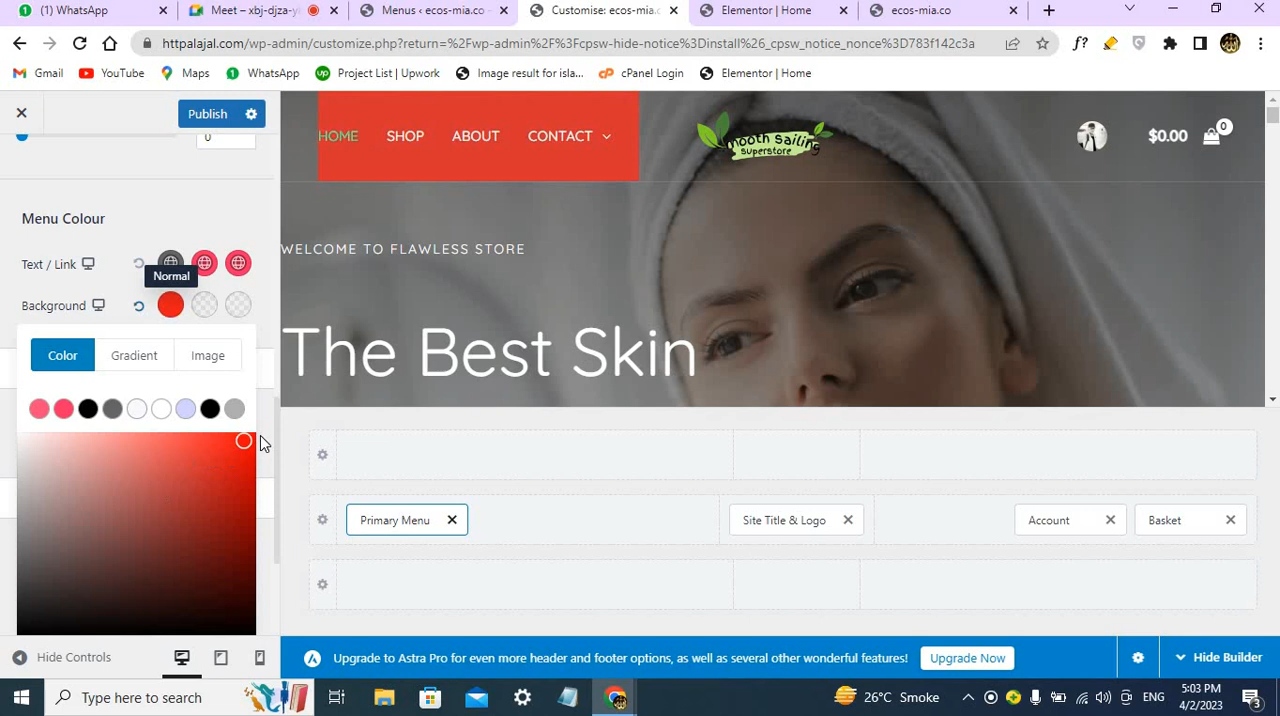 (1) WhatsApp
Meet – xbj-djza-y
Menus ‹ ecos-mia.co
Customise: ecos-mia.c
Elementor | Home
ecos-mia.co
httpalajal.com/wp-admin/customize.php?return=%2Fwp-admin%2F%3Fcpsw-hide-notice%3Dinstall%26_cpsw_notice_nonce%3D783f142c3a
f?
Gmail
YouTube
Maps
WhatsApp
Project List | Upwork
Image result for isla...
cPanel Login
Elementor | Home
Publish
0
Menu Colour
Text / Link
Normal
Background
Color
Gradient
Image
HOME
SHOP
ABOUT
CONTACT
mooth sailing
superstore
$0.00
0
WELCOME TO FLAWLESS STORE
The Best Skin
Primary Menu
Site Title & Logo
Account
Basket
Hide Controls
Upgrade to Astra Pro for even more header and footer options, as well as several other wonderful features!
Upgrade Now
Hide Builder
Type here to search
26°C Smoke
ENG
5:03 PM
4/2/2023
3